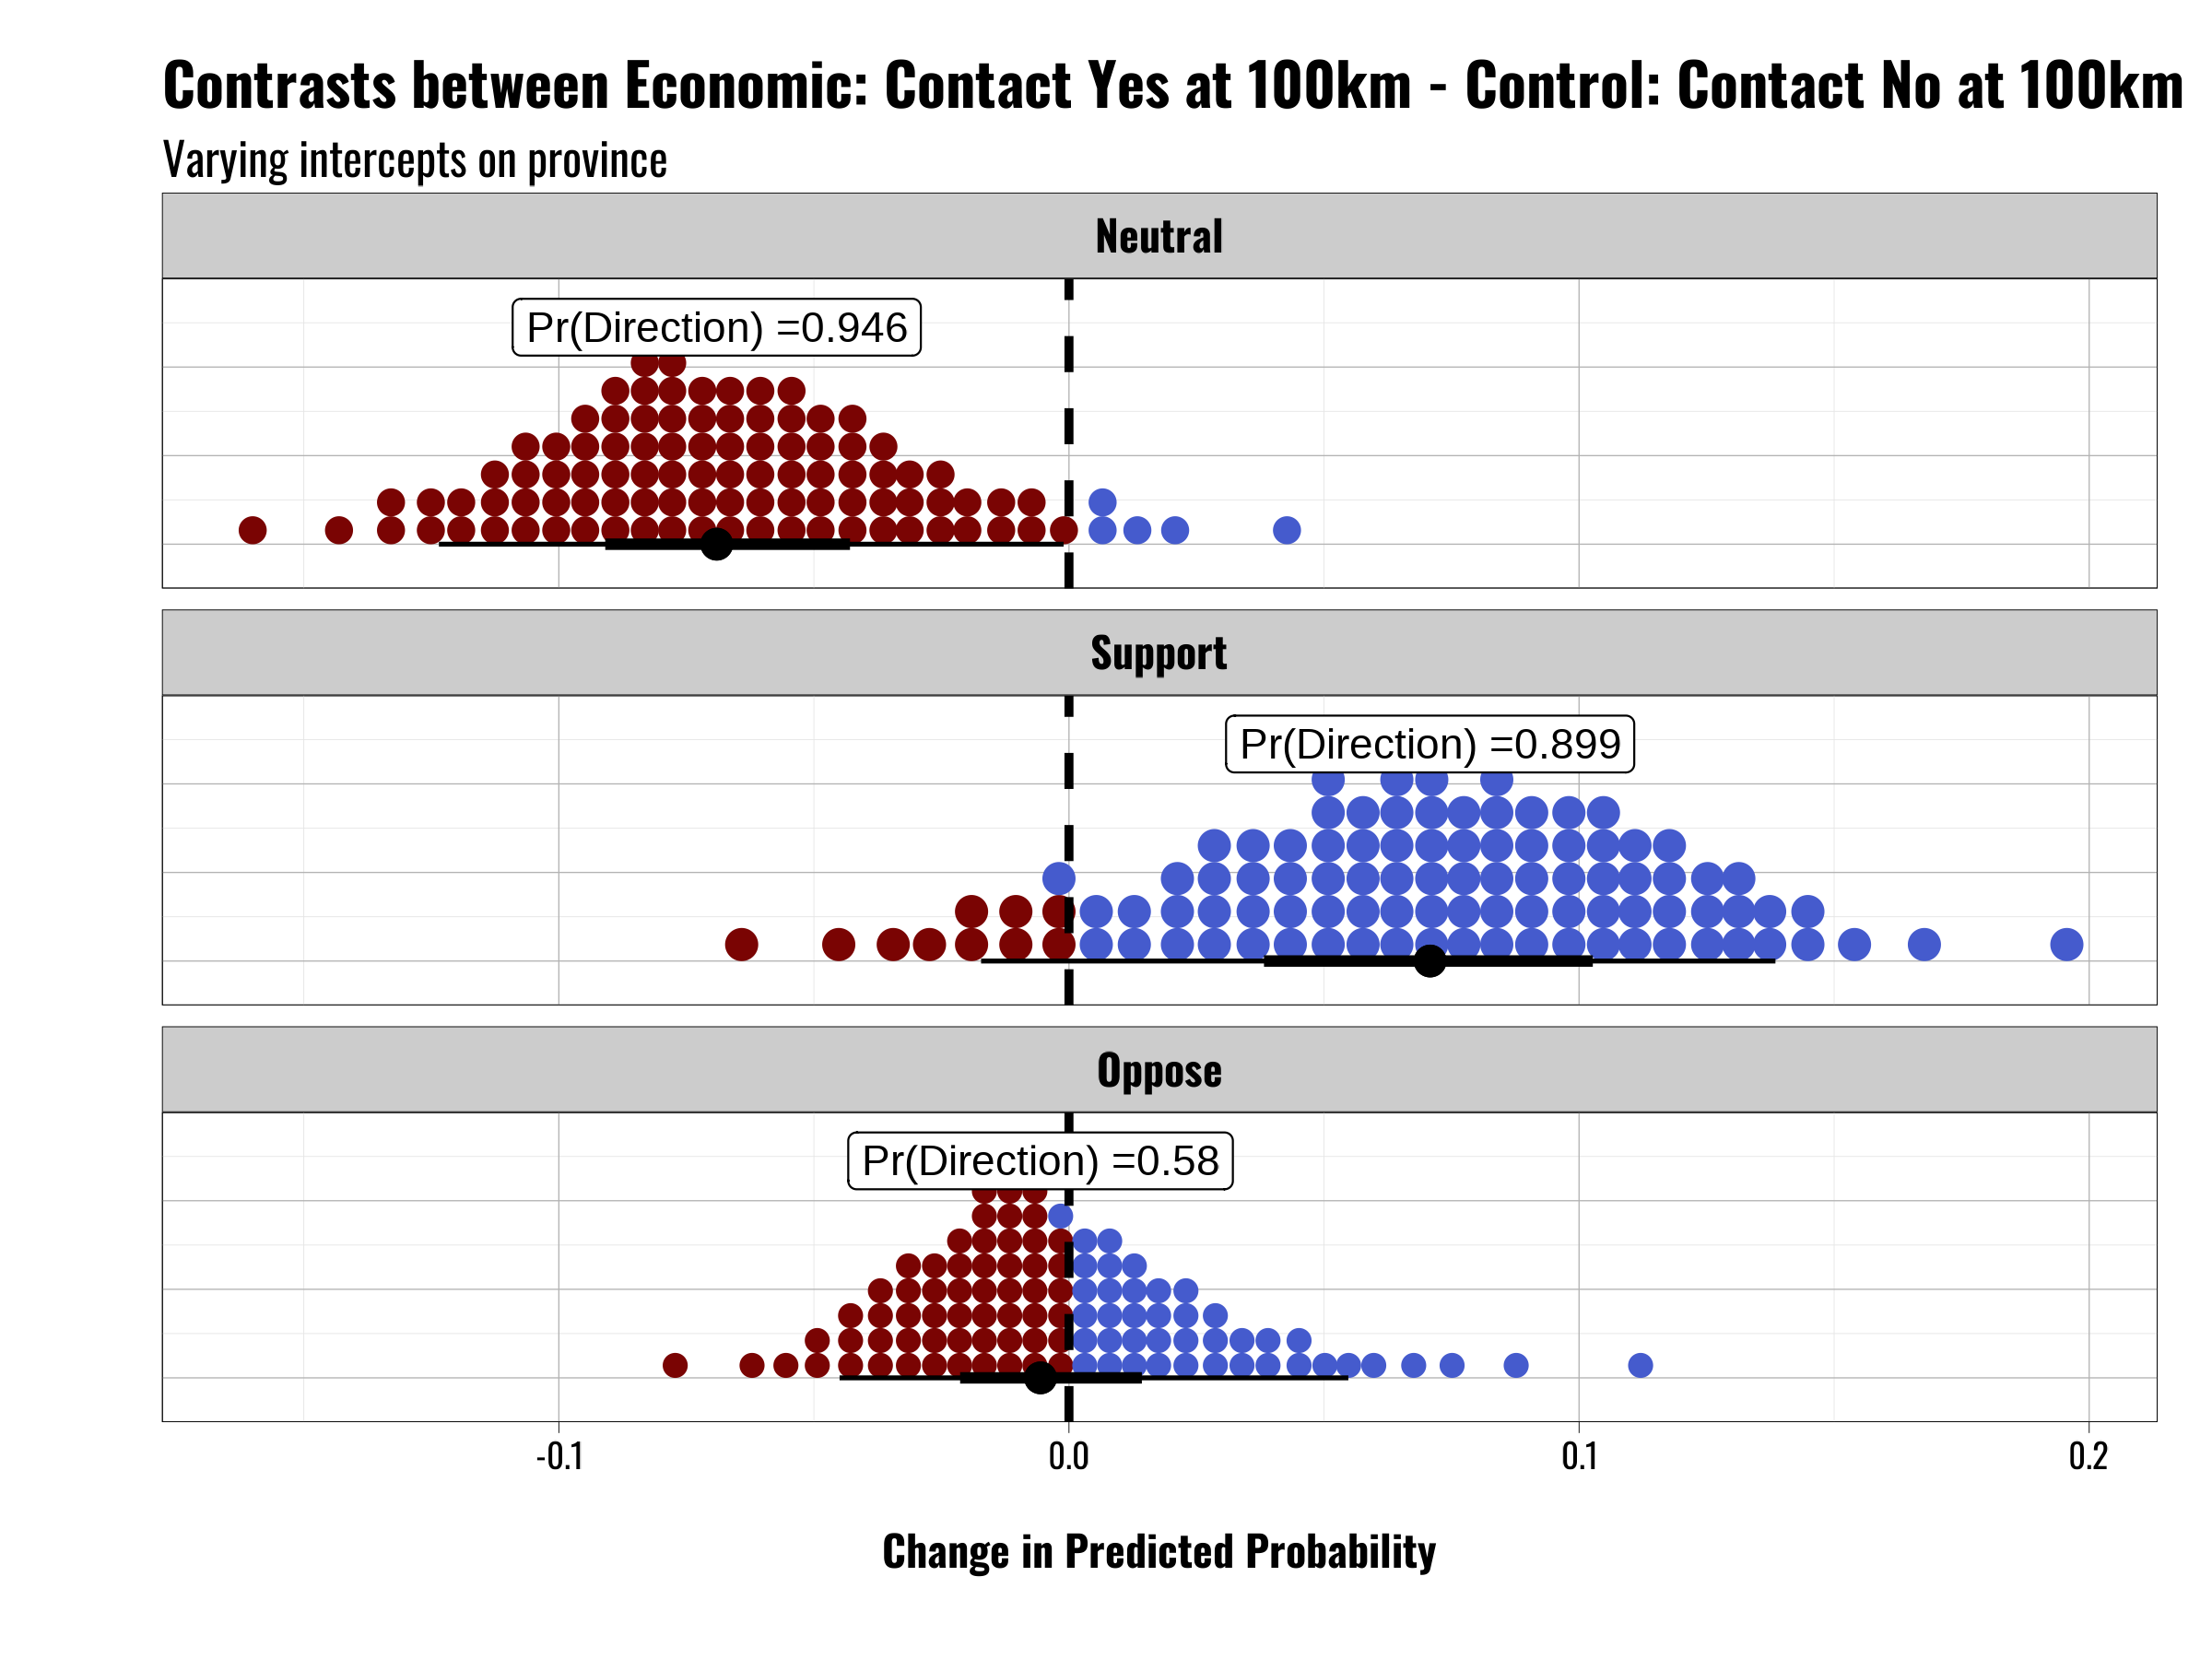 Contrasts between Economic: Contact Yes at 100km - Control: Contact No at 100km
Varying intercepts on province
Neutral
Pr(Direction) =0.946
Support
Pr(Direction) =0.899
Oppose
Pr(Direction) =0.58
-0.1 0.0 0.1 0.2
Change in Predicted Probability